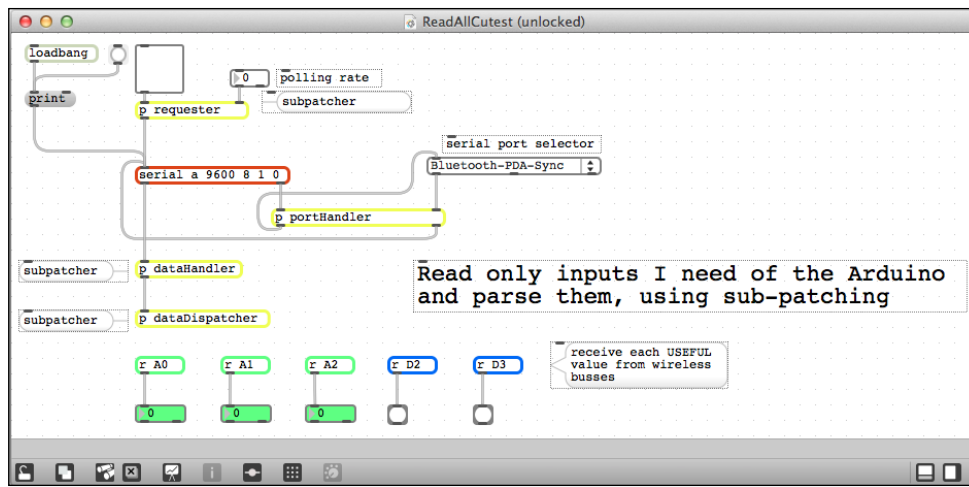 ReadAllCutest (unlocked)
loadbang
0
polling rate
print
subpatcher
p requester
serial port selector
Bluetooth-PDA-Sync
serial a 9600 8 1 0
p portHandler
subpatcher
p dataHandler
Read only inputs I need of the Arduino
and parse them, using sub-patching
subpatcher
p dataDispatcher
receive each USEFUL
value from wireless
busses
r A0
r A1
r A2
r D2
r D3
0
0
0